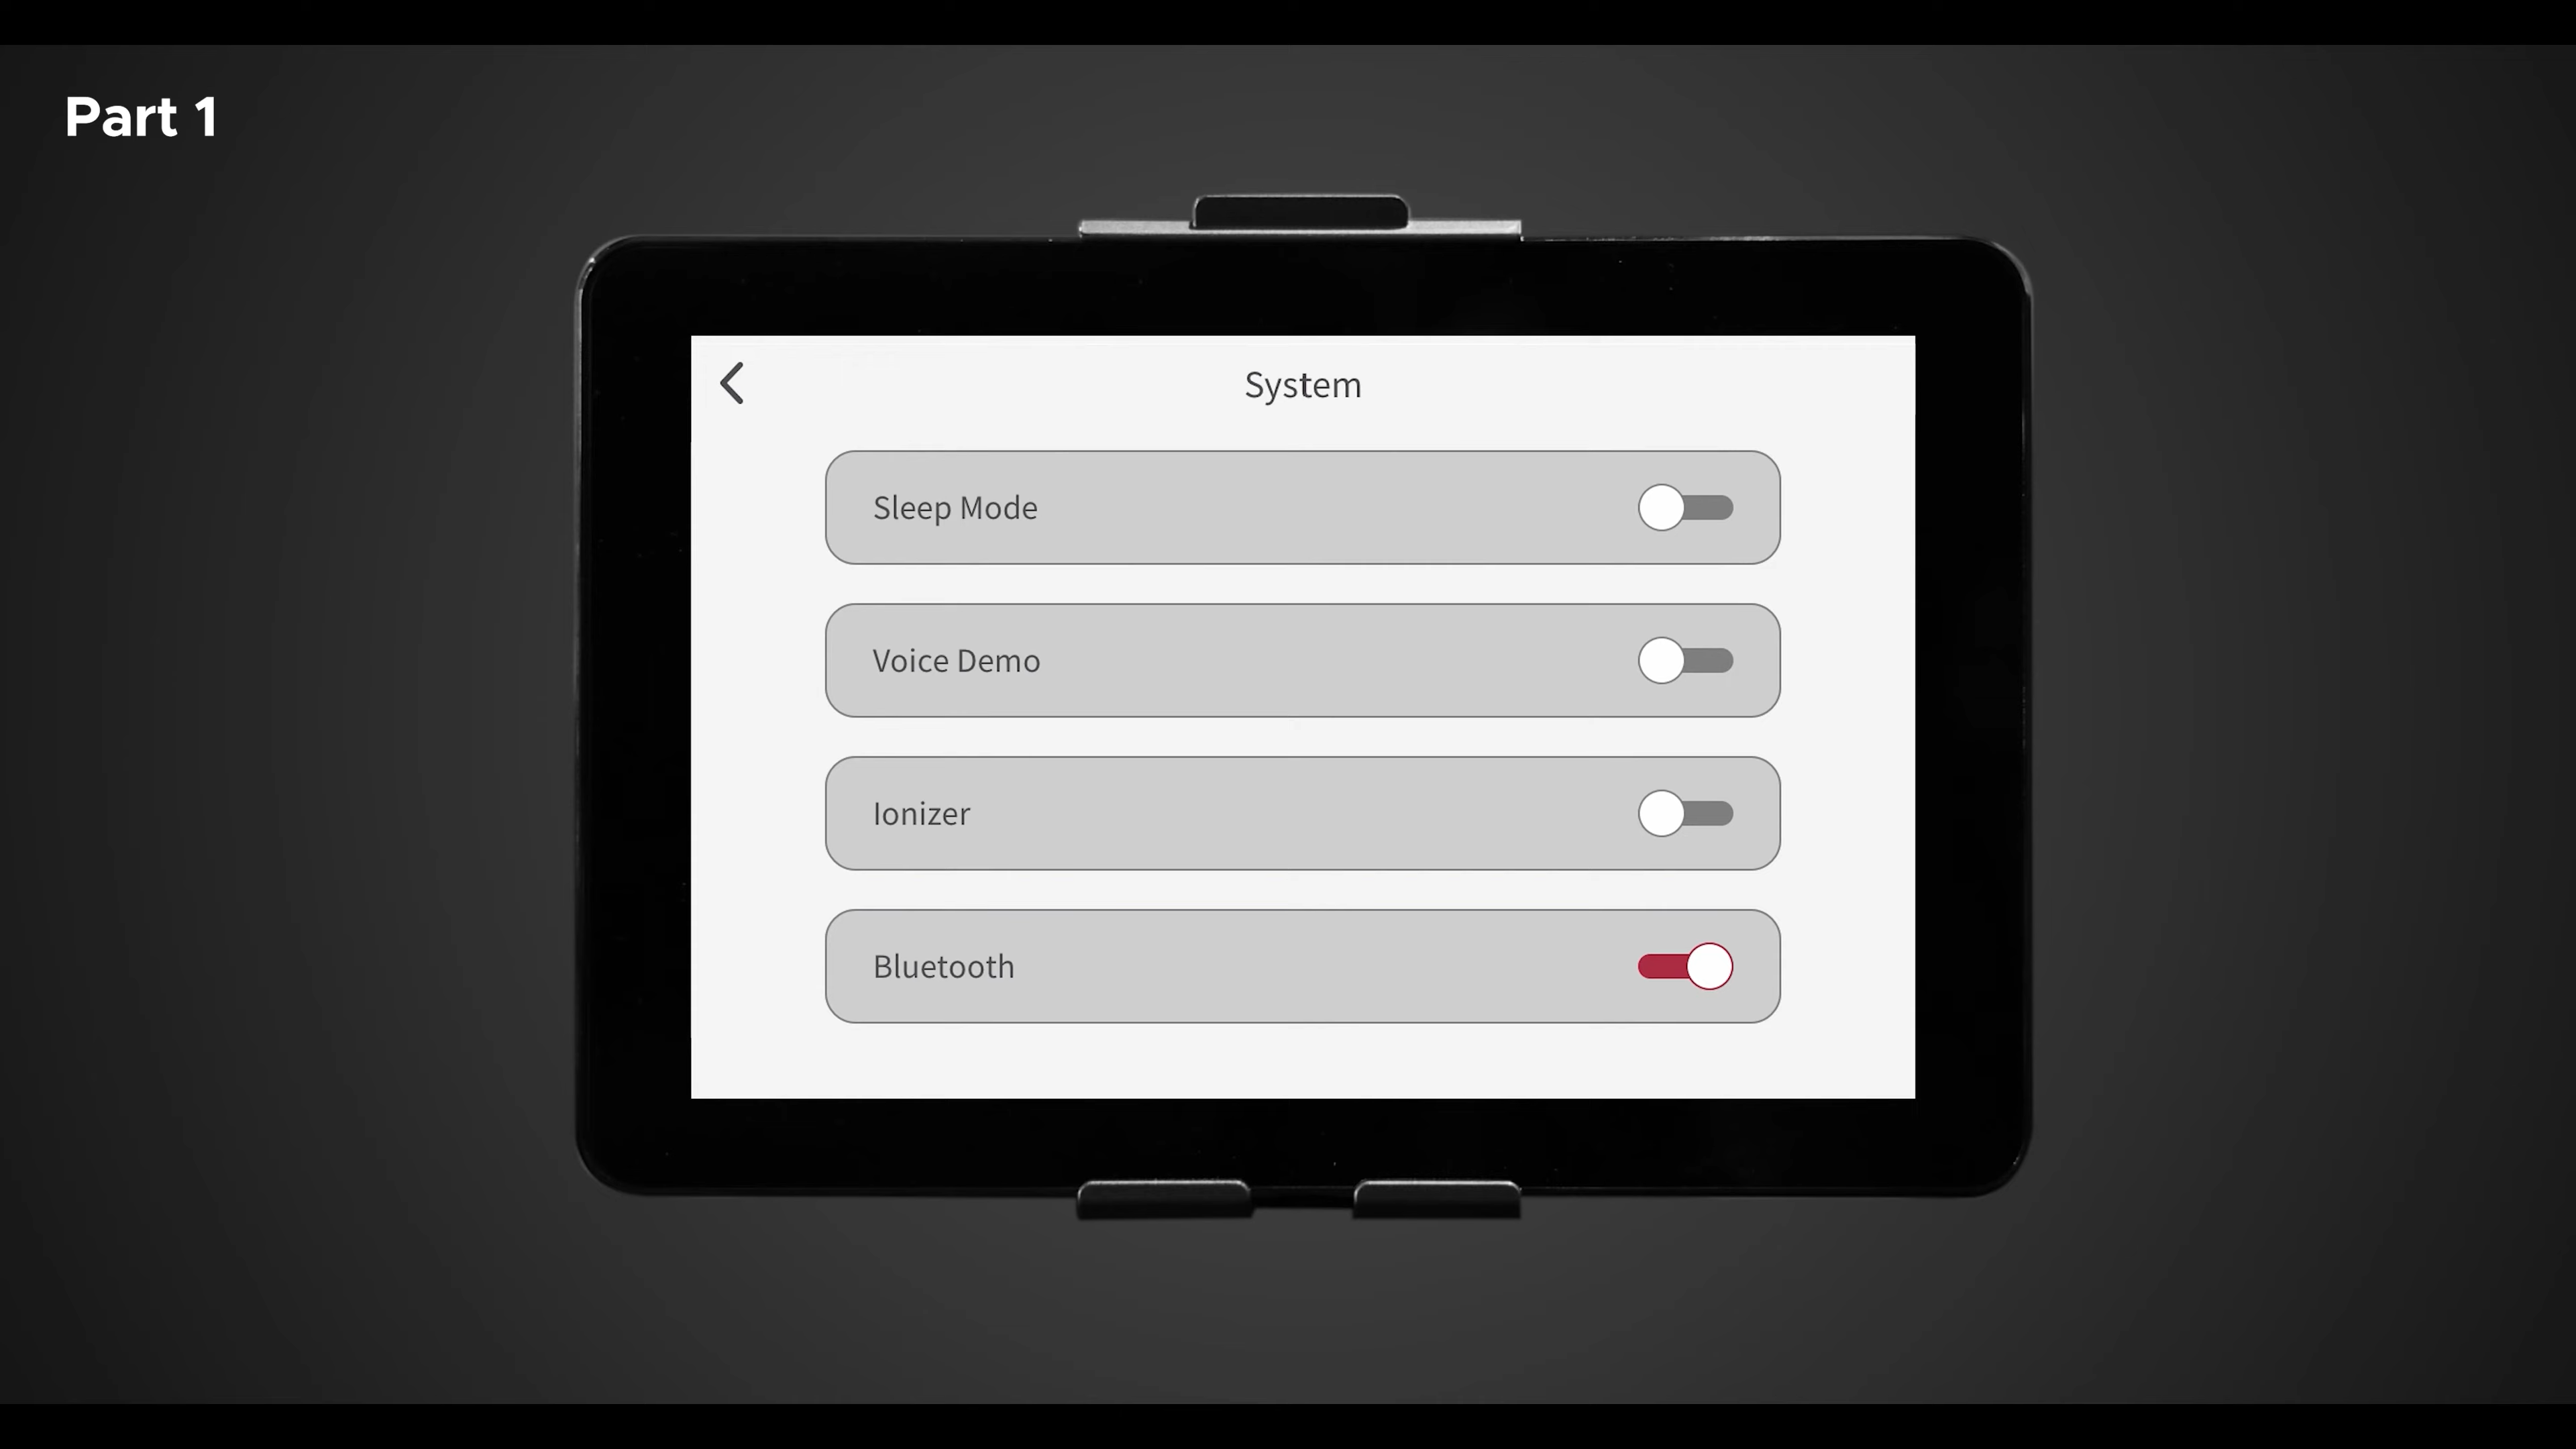 Part 1
System
Sleep Mode
Voice Demo
Ionizer
Bluetooth